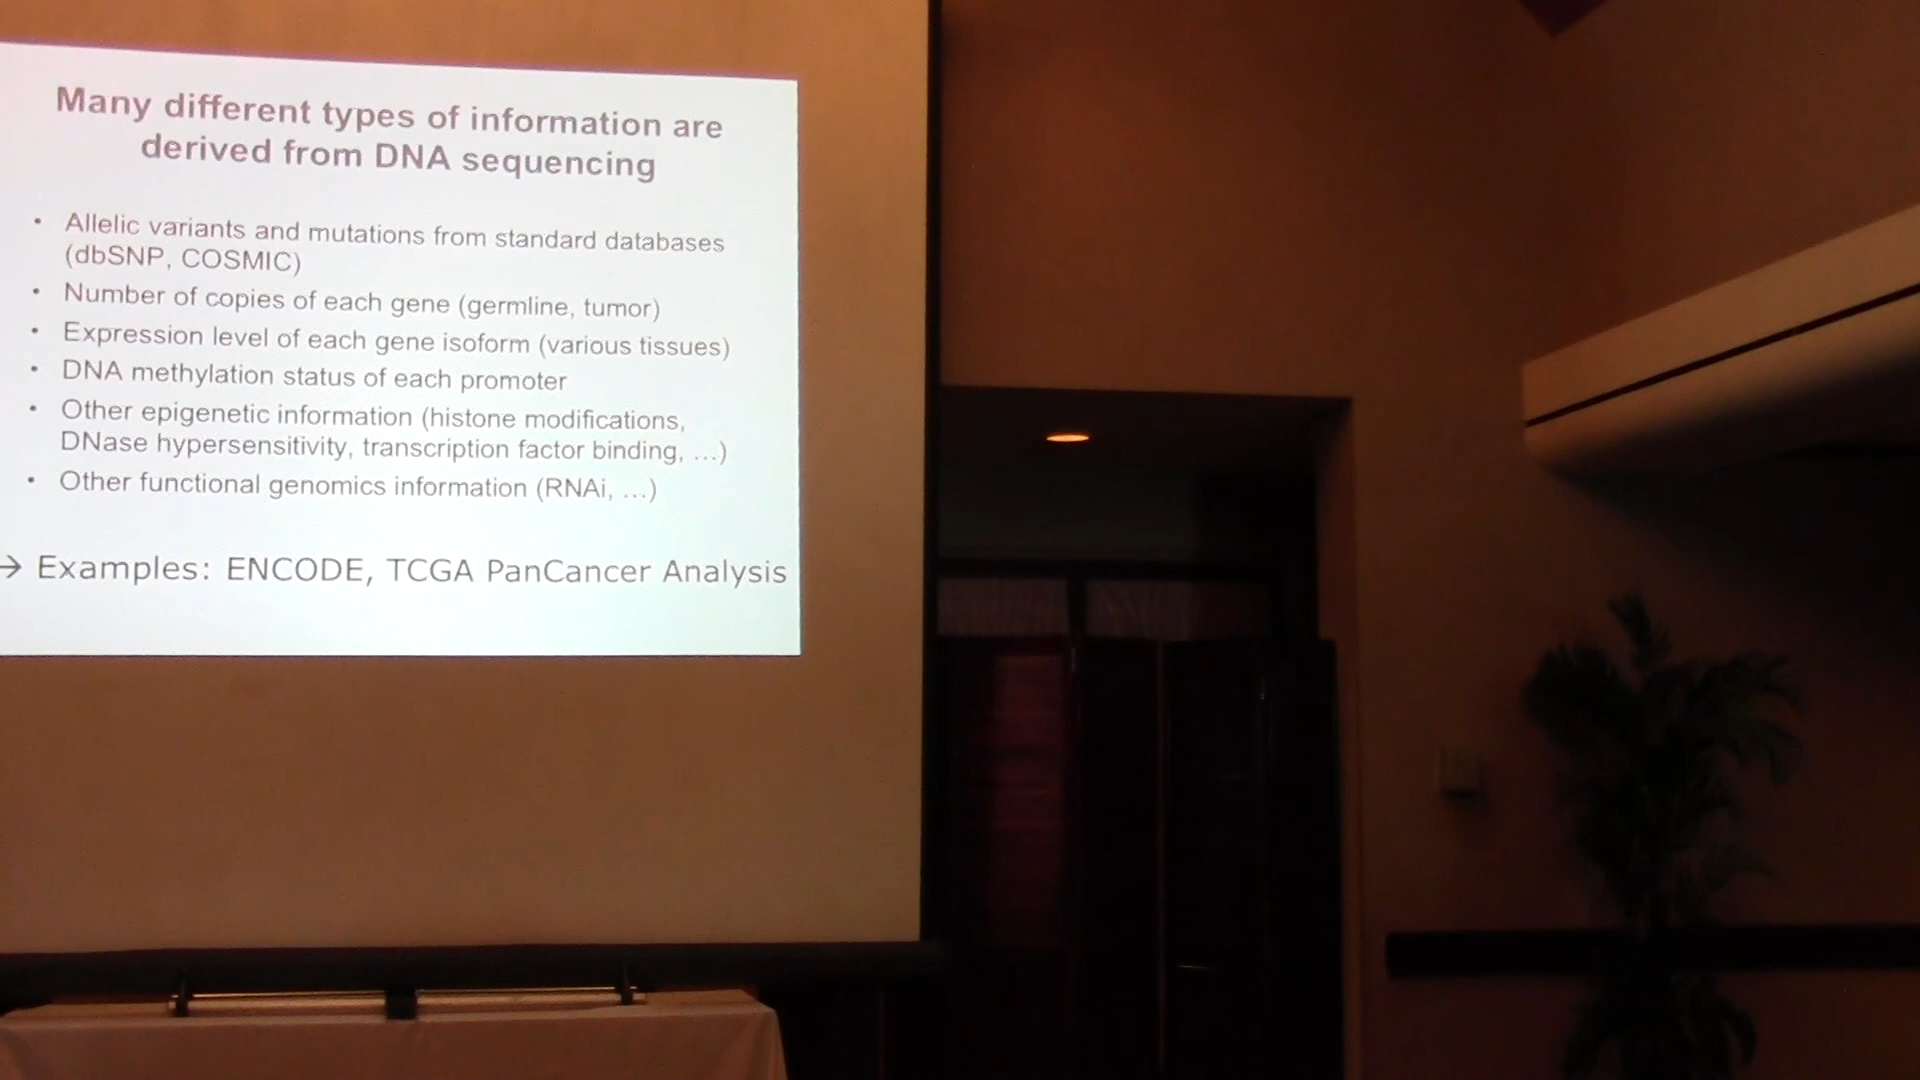 Many different types of information are
derived from DNA sequencing
• Allelic variants and mutations from standard databases
(dbSNP, COSMIC)
• Number of copies of each gene (germline, tumor)
• Expression level of each gene isoform (various tissues)
• DNA methylation status of each promoter
• Other epigenetic information (histone modifications,
DNase hypersensitivity, transcription factor binding, ...)
• Other functional genomics information (RNAi, ...)
→ Examples: ENCODE, TCGA PanCancer Analysis